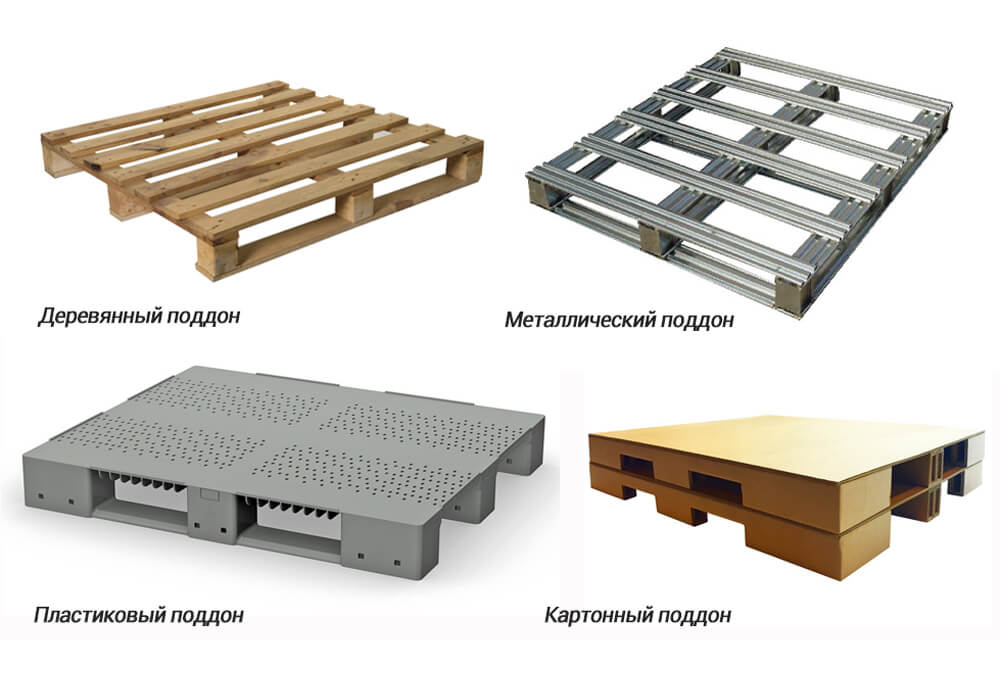 Деревянный поддон
Металлический поддон
Пластиковый поддон
Картонный поддон